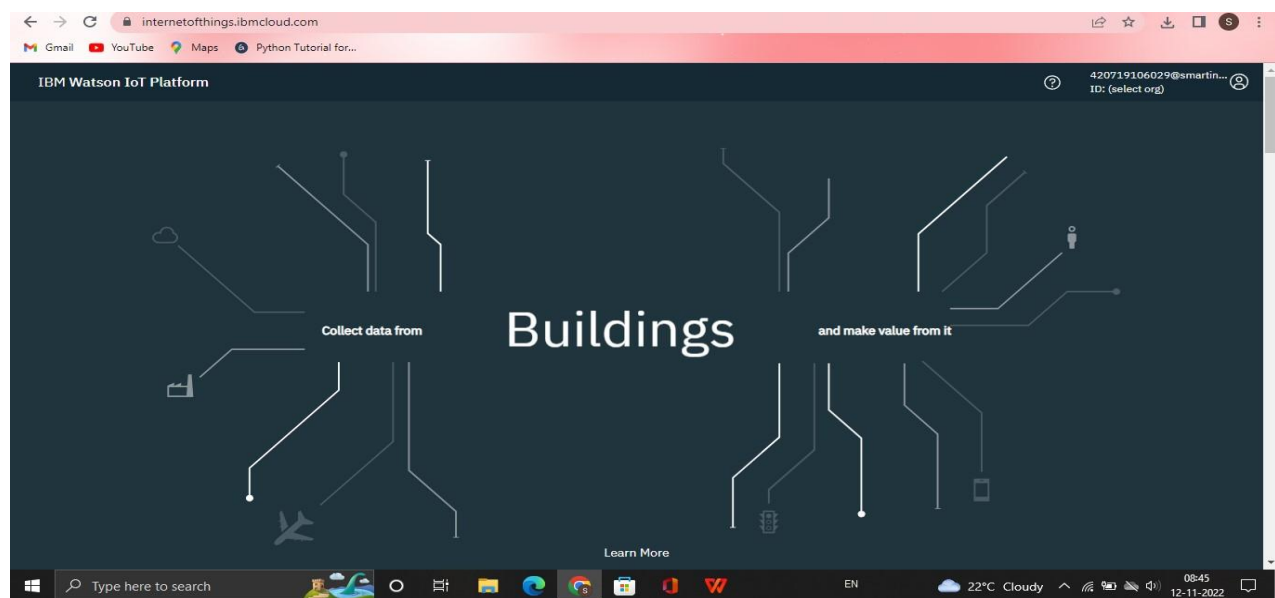 internetofthings.ibmcloud.com
S
Gmail YouTube Maps Python Tutorial for...
IBM Watson IoT Platform
420719106029@smartin...
ID: (select org)
Collect data from Buildings and make value from it
Learn More
Type here to search
EN
22°C Cloudy
08:45
12-11-2022